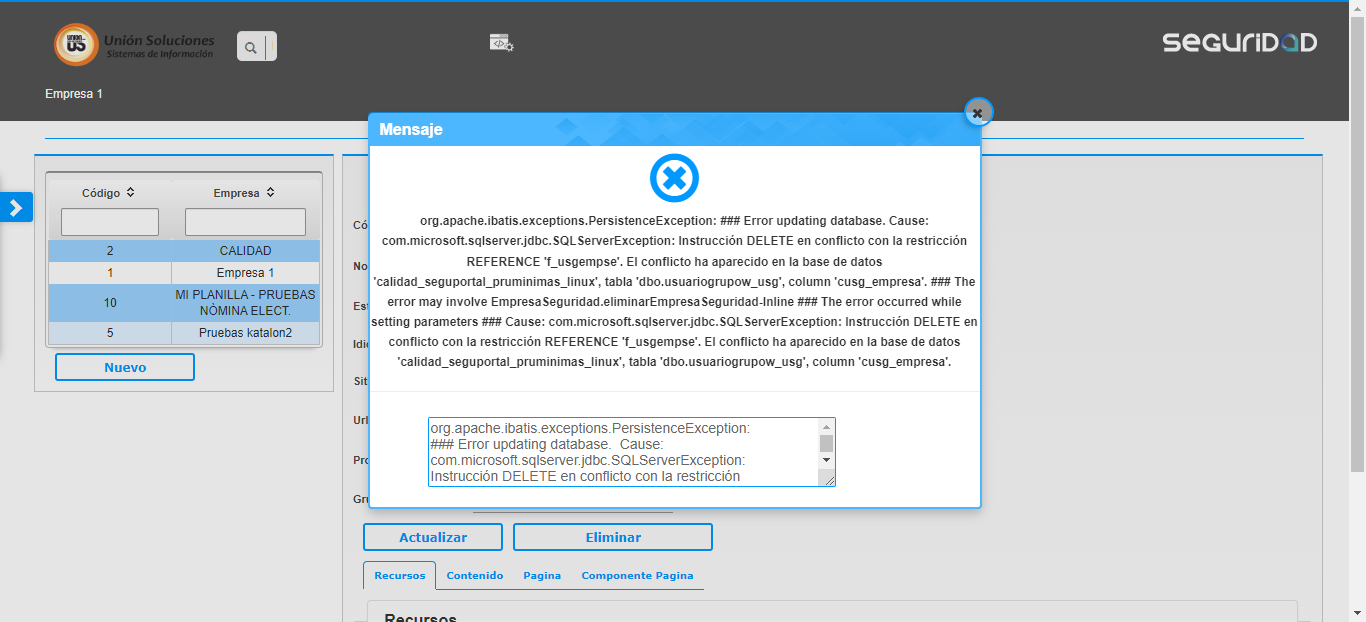 Unión Soluciones
Sistemas de Información
SEGURIDAD
Empresa 1
Mensaje
org.apache.ibatis.exceptions.PersistenceException: ### Error updating database. Cause:
com.microsoft.sqlserver.jdbc.SQLServerException: Instrucción DELETE en conflicto con la restricción
REFERENCE 'f_usgempse'. El conflicto ha aparecido en la base de datos
'calidad_seguportal_pruminimas_linux', tabla 'dbo.usuariogrupow_usg', column 'cusg_empresa'. ### The
error may involve EmpresaSeguridad.eliminarEmpresaSeguridad-Inline ### The error occurred while
setting parameters ### Cause: com.microsoft.sqlserver.jdbc.SQLServerException: Instrucción DELETE en
conflicto con la restricción REFERENCE 'f_usgempse'. El conflicto ha aparecido en la base de datos
'calidad_seguportal_pruminimas_linux', tabla 'dbo.usuariogrupow_usg', column 'cusg_empresa'.
org.apache.ibatis.exceptions.PersistenceException:
### Error updating database. Cause:
com.microsoft.sqlserver.jdbc.SQLServerException:
Instrucción DELETE en conflicto con la restricción
Código Empresa
2 CALIDAD
1 Empresa 1
10 MI PLANILLA - PRUEBAS
NÒMINA ELECT.
5 Pruebas katalon2
Nuevo
Có
No
Est
Idio
Sit
Url
Pro
Gru
Actualizar Eliminar
Recursos Contenido Pagina Componente Pagina
Recursos